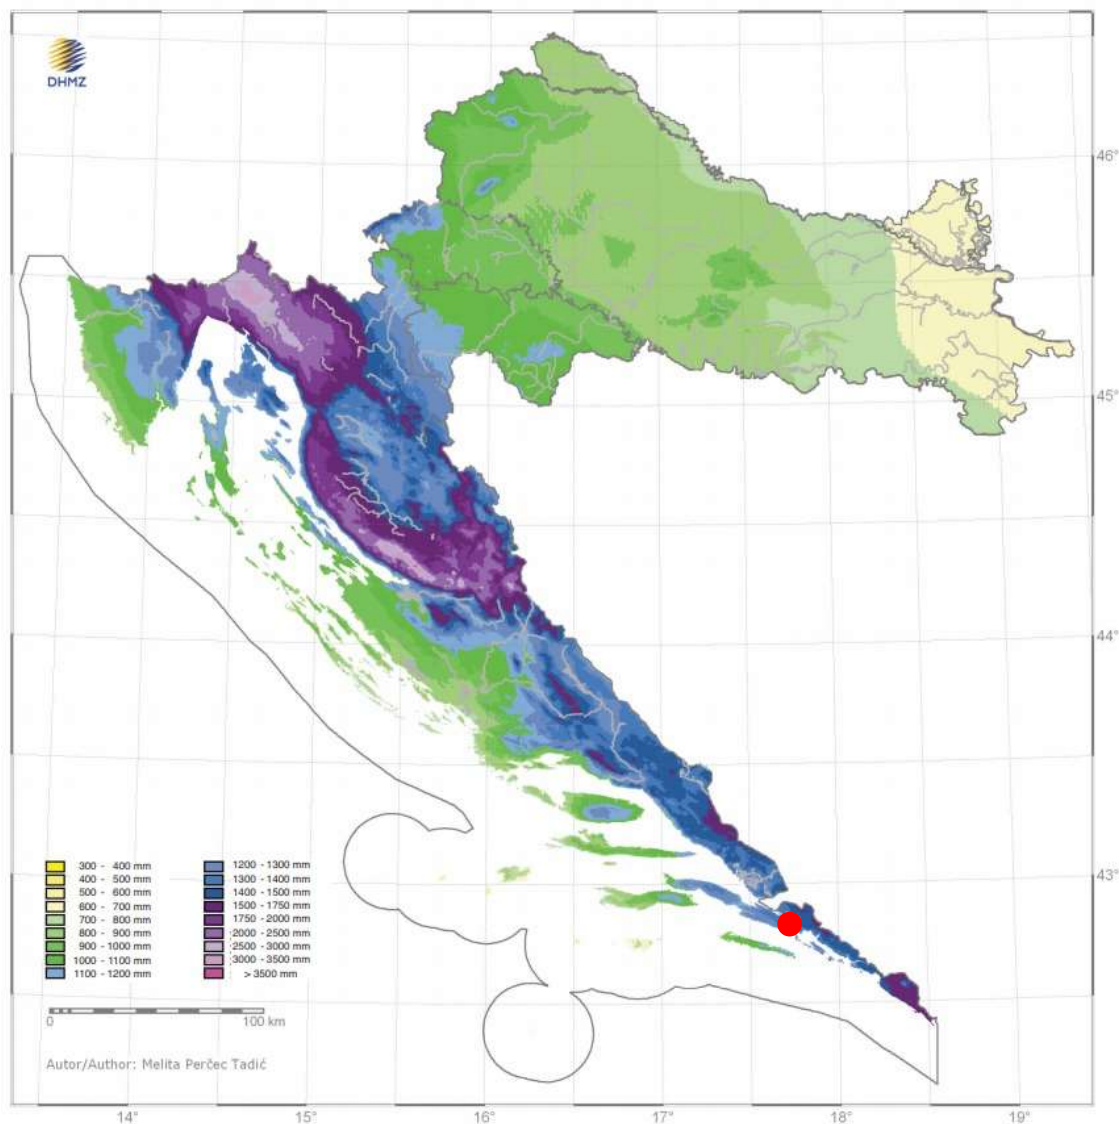 DHMZ
46°
45°
44°
43°
300 - 400 mm
400 - 500 mm
500 - 600 mm
600 - 700 mm
700 - 800 mm
800 - 900 mm
900 - 1000 mm
1000 - 1100 mm
1100 - 1200 mm
1200 - 1300 mm
1300 - 1400 mm
1400 - 1500 mm
1500 - 1750 mm
1750 - 2000 mm
2000 - 2500 mm
2500 - 3000 mm
3000 - 3500 mm
> 3500 mm
0 100 km
Autor/Author: Melita Perčec Tadić
14° 15° 16° 17° 18° 19°